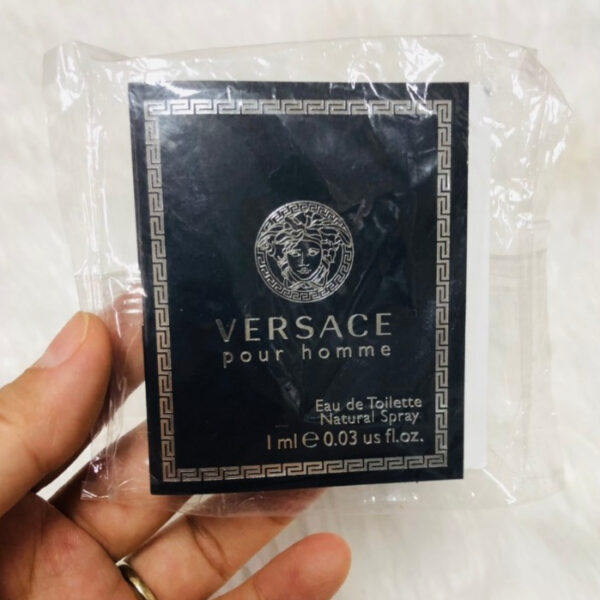 VERSACE
pour homme
Eau de Toilette
Natural Spray
1 ml ℮ 0.03 us fl.oz.